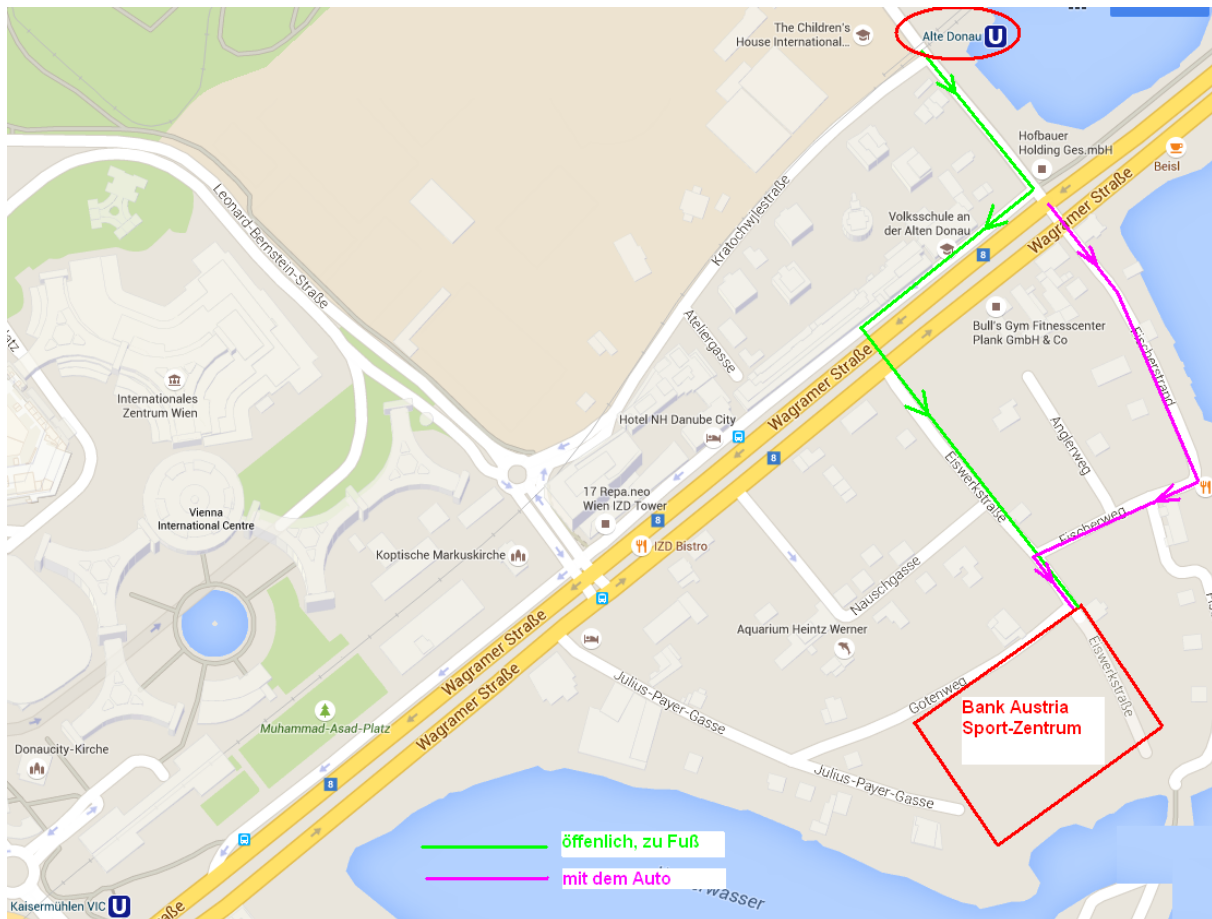 The Children's
House International...
Alte Donau U
Hofbauer
Holding Ges.mbH
Beisl
Wagramer Straße
Leonard-Bernstein-Straße
Kratochwjlestraße
Volksschule an
der Alten Donau
8
Bull's Gym Fitnesscenter
Plank GmbH & Co
Fischerstrand
Ateliergasse
Wagramer Straße
Internationales
Zentrum Wien
Hotel NH Danube City
8
Anglerweg
Eiswerkstraße
17 Repa.neo
Wien IZD Tower
8
Vienna
International Centre
Koptische Markuskirche
IZD Bistro
Fischerweg
Nauschgasse
Wagramer Straße
Wagramer Straße
Aquarium Heintz Werner
Eiswerkstraße
Gotenweg
Julius-Payer-Gasse
Bank Austria
Sport-Zentrum
Muhammad-Asad-Platz
Donaucity-Kirche
8
Julius-Payer-Gasse
öffenlich, zu Fuß
mit dem Auto
Kaisermühlen VIC U